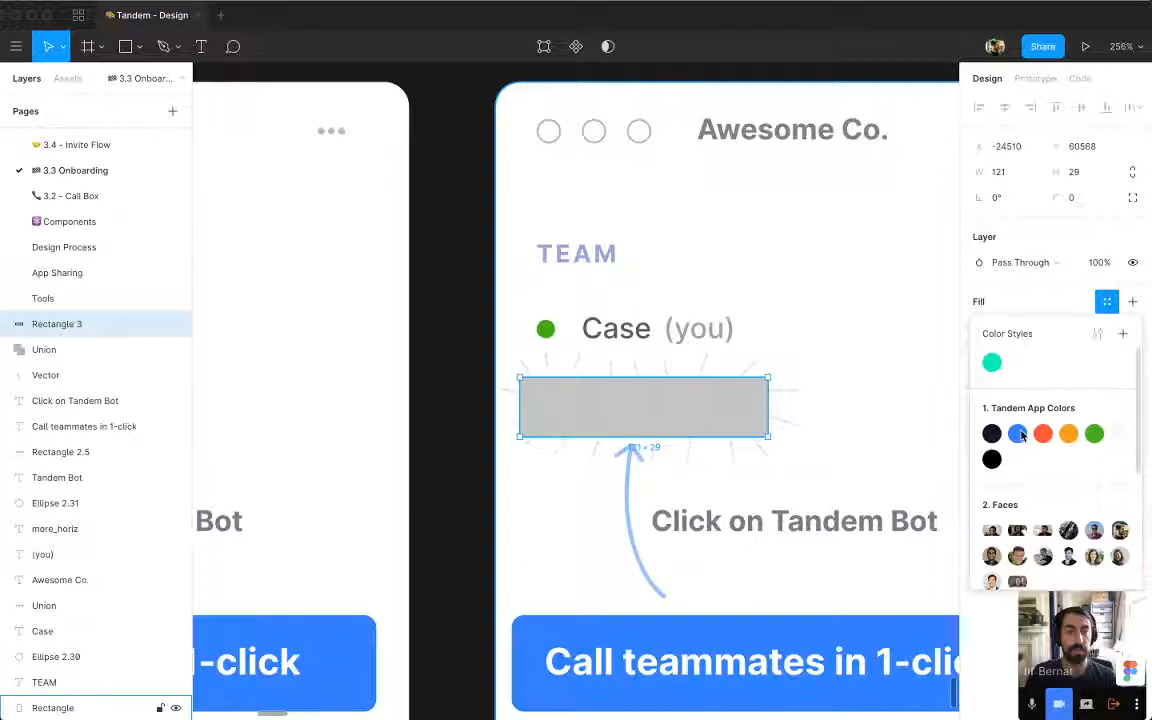 Tandem - Design
Share
256%
Layers
Assets
3.3 Onboar...
Pages
3.4 - Invite Flow
3.3 Onboarding
3.2 - Call Box
Components
Design Process
App Sharing
Tools
Rectangle 3
Union
Vector
Click on Tandem Bot
Call teammates in 1-click
Rectangle 2.5
Tandem Bot
Ellipse 2.31
more_horiz
(you)
Awesome Co.
Union
Case
Ellipse 2.30
TEAM
Rectangle
Bot
1-click
Awesome Co.
TEAM
Case (you)
121 × 29
Click on Tandem Bot
Call teammates in 1-clic
Design
Prototype
Code
X -24510
Y 60568
W 121
H 29
0°
0
Layer
Pass Through
100%
Fill
Color Styles
1. Tandem App Colors
2. Faces
Bernat